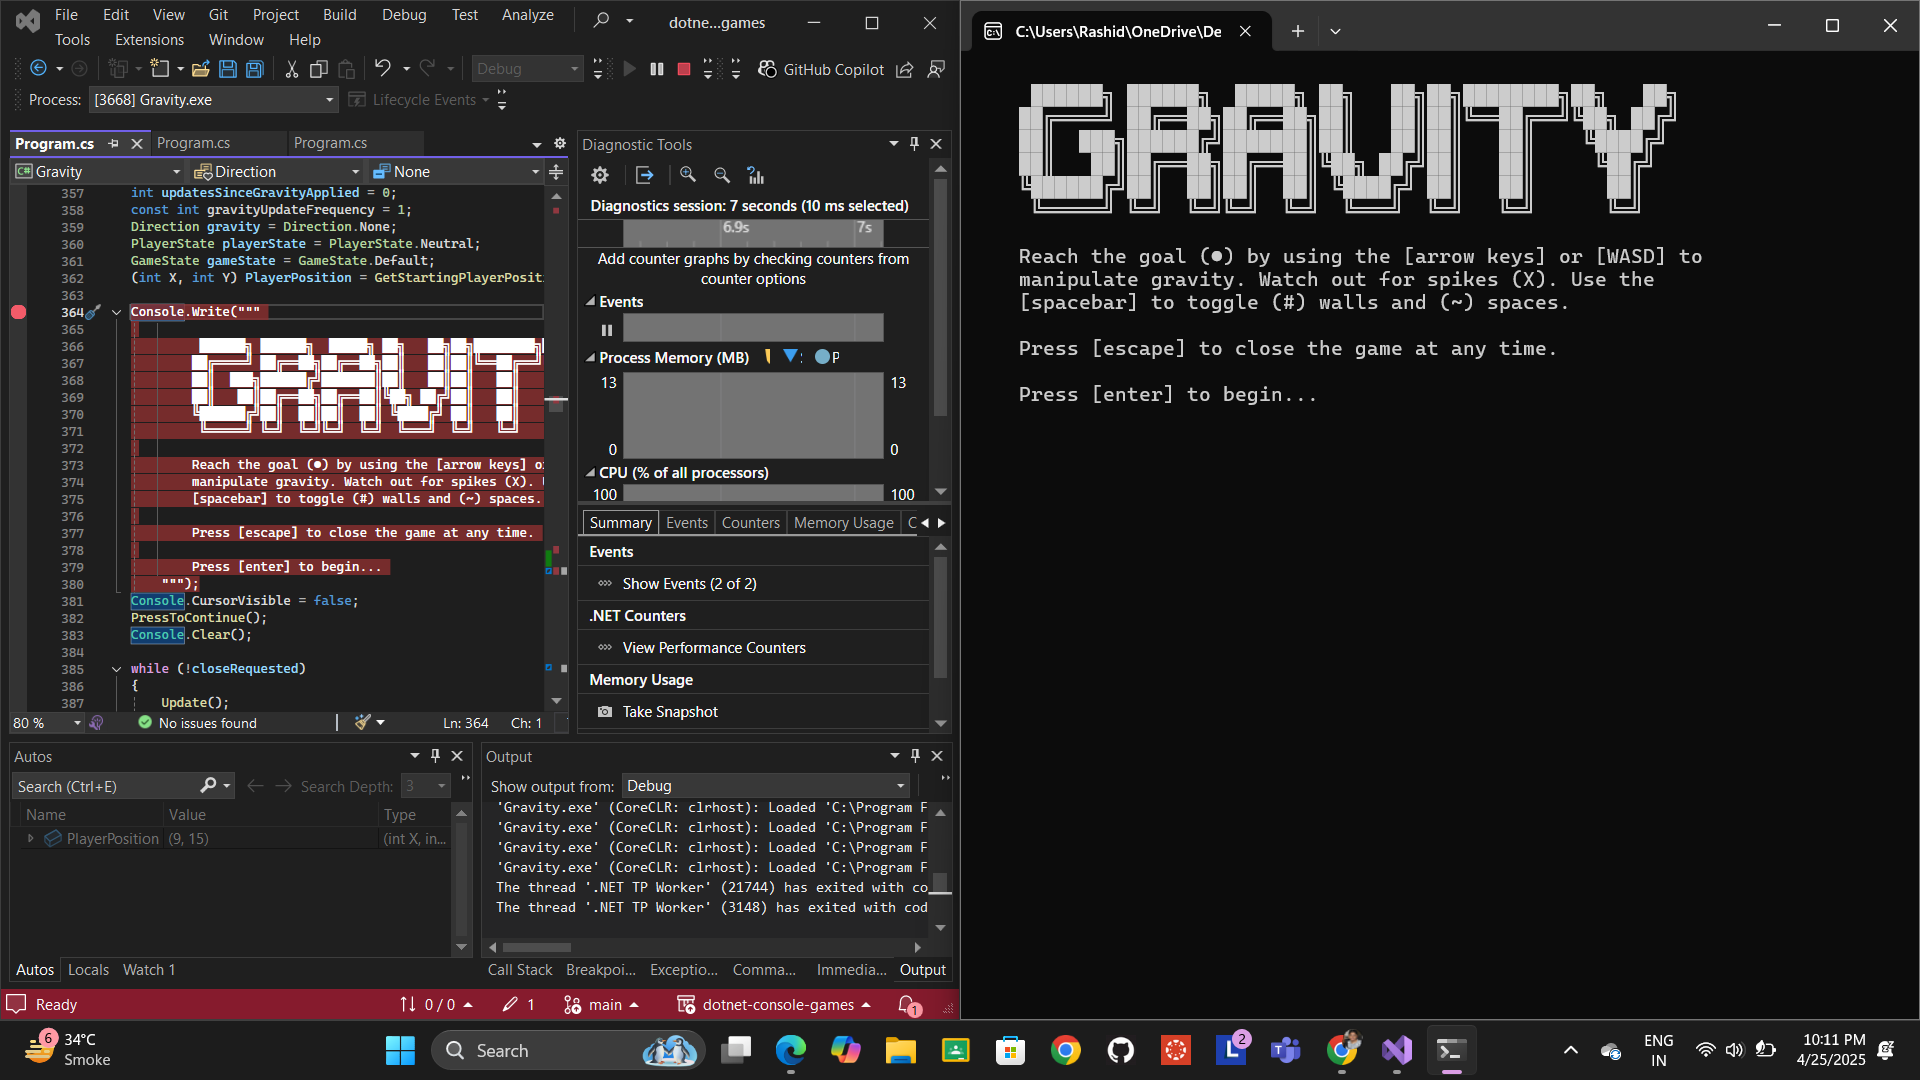 File Edit View Git Project Build Debug Test Analyze
dotne...games
Tools Extensions Window Help
Debug
GitHub Copilot
Process: [3668] Gravity.exe
Lifecycle Events
Program.cs Program.cs Program.cs
Gravity Direction None
357 int updatesSinceGravityApplied = 0;
358 const int gravityUpdateFrequency = 1;
359 Direction gravity = Direction.None;
360 PlayerState playerState = PlayerState.Neutral;
361 GameState gameState = GameState.Default;
362 (int X, int Y) PlayerPosition = GetStartingPlayerPosit
363
364 Console.Write("""
365
366
367
368 GRAVIT
369
370
371
372
373 Reach the goal (●) by using the [arrow keys] o
374 manipulate gravity. Watch out for spikes (X).
375 [spacebar] to toggle (#) walls and (~) spaces.
376
377 Press [escape] to close the game at any time.
378
379 Press [enter] to begin...
380 """);
381 Console.CursorVisible = false;
382 PressToContinue();
383 Console.Clear();
384
385 while (!closeRequested)
386 {
387 Update();
80 % No issues found Ln: 364 Ch: 1
Diagnostic Tools
Diagnostics session: 7 seconds (10 ms selected)
6.9s 7s
Add counter graphs by checking counters from
counter options
Events
Process Memory (MB) P
13 13
0 0
CPU (% of all processors)
100 100
Summary Events Counters Memory Usage C
Events
Show Events (2 of 2)
.NET Counters
View Performance Counters
Memory Usage
Take Snapshot
Autos
Search (Ctrl+E) Search Depth: 3
Name Value Type
PlayerPosition (9, 15) (int X, in...
Autos Locals Watch 1
Output
Show output from: Debug
'Gravity.exe' (CoreCLR: clrhost): Loaded 'C:\Program F
'Gravity.exe' (CoreCLR: clrhost): Loaded 'C:\Program F
'Gravity.exe' (CoreCLR: clrhost): Loaded 'C:\Program F
'Gravity.exe' (CoreCLR: clrhost): Loaded 'C:\Program F
The thread '.NET TP Worker' (21744) has exited with co
The thread '.NET TP Worker' (3148) has exited with cod
Call Stack Breakpoi... Exceptio... Comma... Immedia... Output
Ready 0 / 0 1 main dotnet-console-games 1
C:\Users\Rashid\OneDrive\De
GRAVITY
Reach the goal (●) by using the [arrow keys] or [WASD] to
manipulate gravity. Watch out for spikes (X). Use the
[spacebar] to toggle (#) walls and (~) spaces.
Press [escape] to close the game at any time.
Press [enter] to begin...
6 34°C
Smoke
Search
L 2
ENG
IN
10:11 PM
4/25/2025